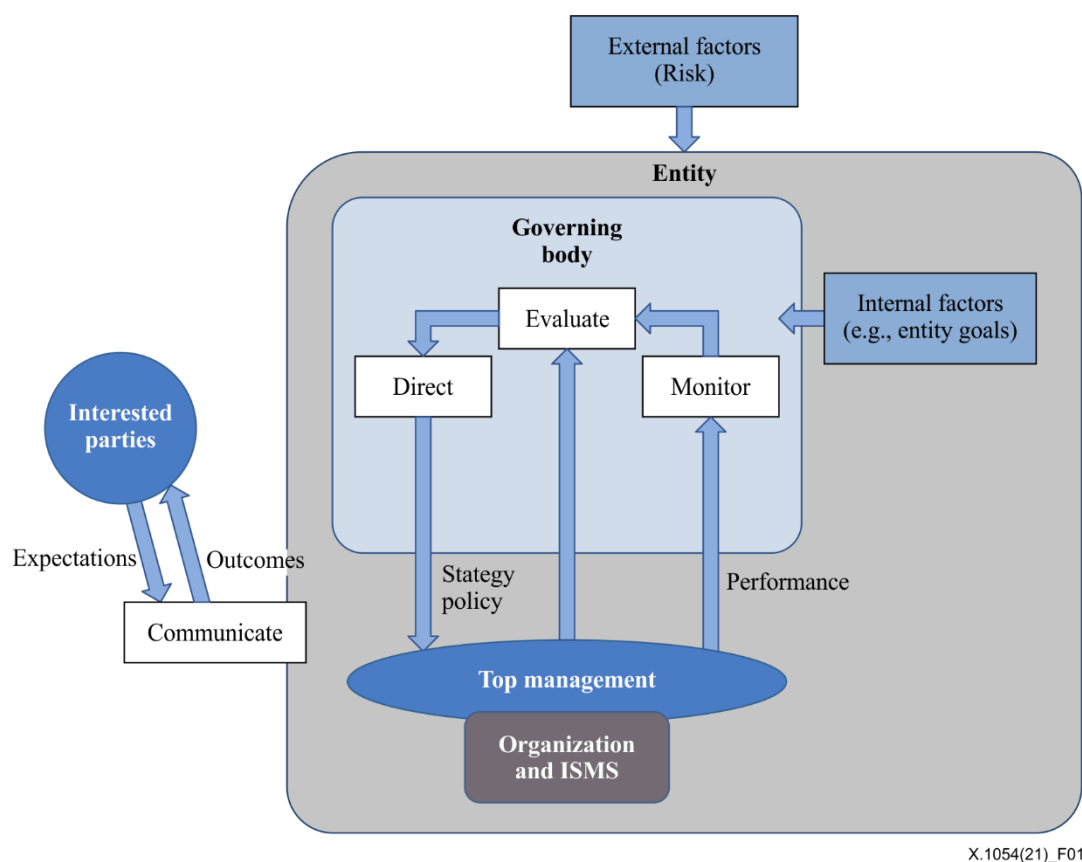 External factors
(Risk)
Entity
Governing
body
Evaluate
Internal factors
(e.g., entity goals)
Direct
Monitor
Interested
parties
Expectations
Outcomes
Stategy
policy
Performance
Communicate
Top management
Organization
and ISMS
X.1054(21)_F01